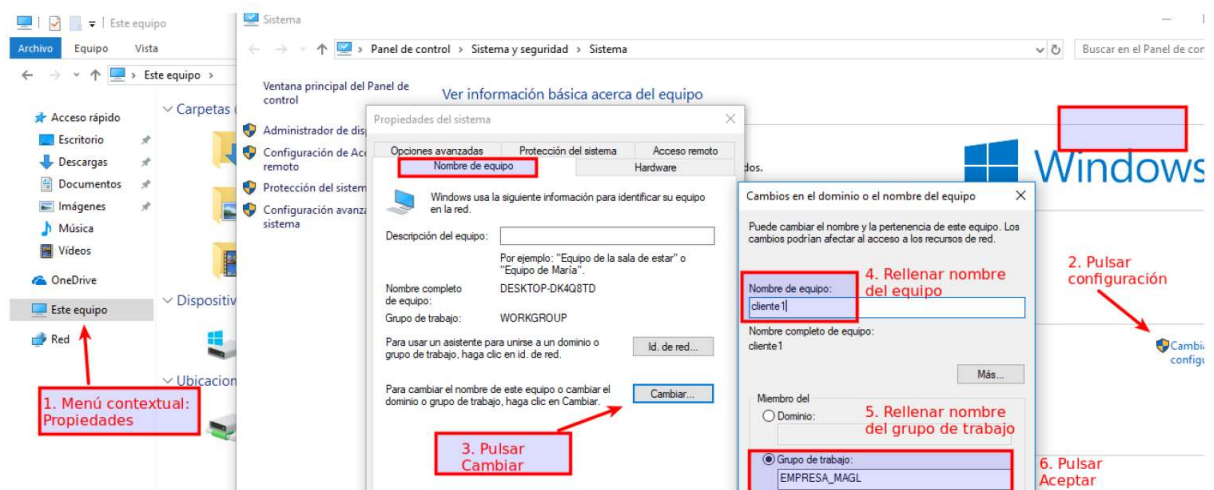 Este equipo
Archivo
Equipo
Vista
Este equipo
Acceso rápido
Escritorio
Descargas
Documentos
Imágenes
Música
Vídeos
OneDrive
Este equipo
Red
Carpetas
Dispositiv
Ubicacion
1. Menú contextual:
Propiedades
Sistema
Panel de control > Sistema y seguridad > Sistema
Buscar en el Panel de con
Ventana principal del Panel de
control
Administrador de dis
Configuración de Acc
remoto
Protección del sistem
Configuración avanza
sistema
Ver información básica acerca del equipo
dos.
Windows
2. Pulsar
configuración
Cambia
configu
Propiedades del sistema
Opciones avanzadas
Protección del sistema
Acceso remoto
Nombre de equipo
Hardware
Windows usa la siguiente información para identificar su equipo
en la red.
Descripción del equipo:
Por ejemplo: "Equipo de la sala de estar" o
"Equipo de María".
Nombre completo
de equipo:
DESKTOP-DK4Q8TD
Grupo de trabajo:
WORKGROUP
Para usar un asistente para unirse a un dominio o
grupo de trabajo, haga clic en id. de red.
Id. de red...
Para cambiar el nombre de este equipo o cambiar el
dominio o grupo de trabajo, haga clic en Cambiar.
Cambiar...
3. Pulsar
Cambiar
Cambios en el dominio o el nombre del equipo
Puede cambiar el nombre y la pertenencia de este equipo. Los
cambios podrían afectar al acceso a los recursos de red.
4. Rellenar nombre
del equipo
Nombre de equipo:
cliente1
Nombre completo de equipo:
cliente1
Más...
Miembro del
Dominio:
5. Rellenar nombre
del grupo de trabajo
Grupo de trabajo:
EMPRESA_MAGL
6. Pulsar
Aceptar